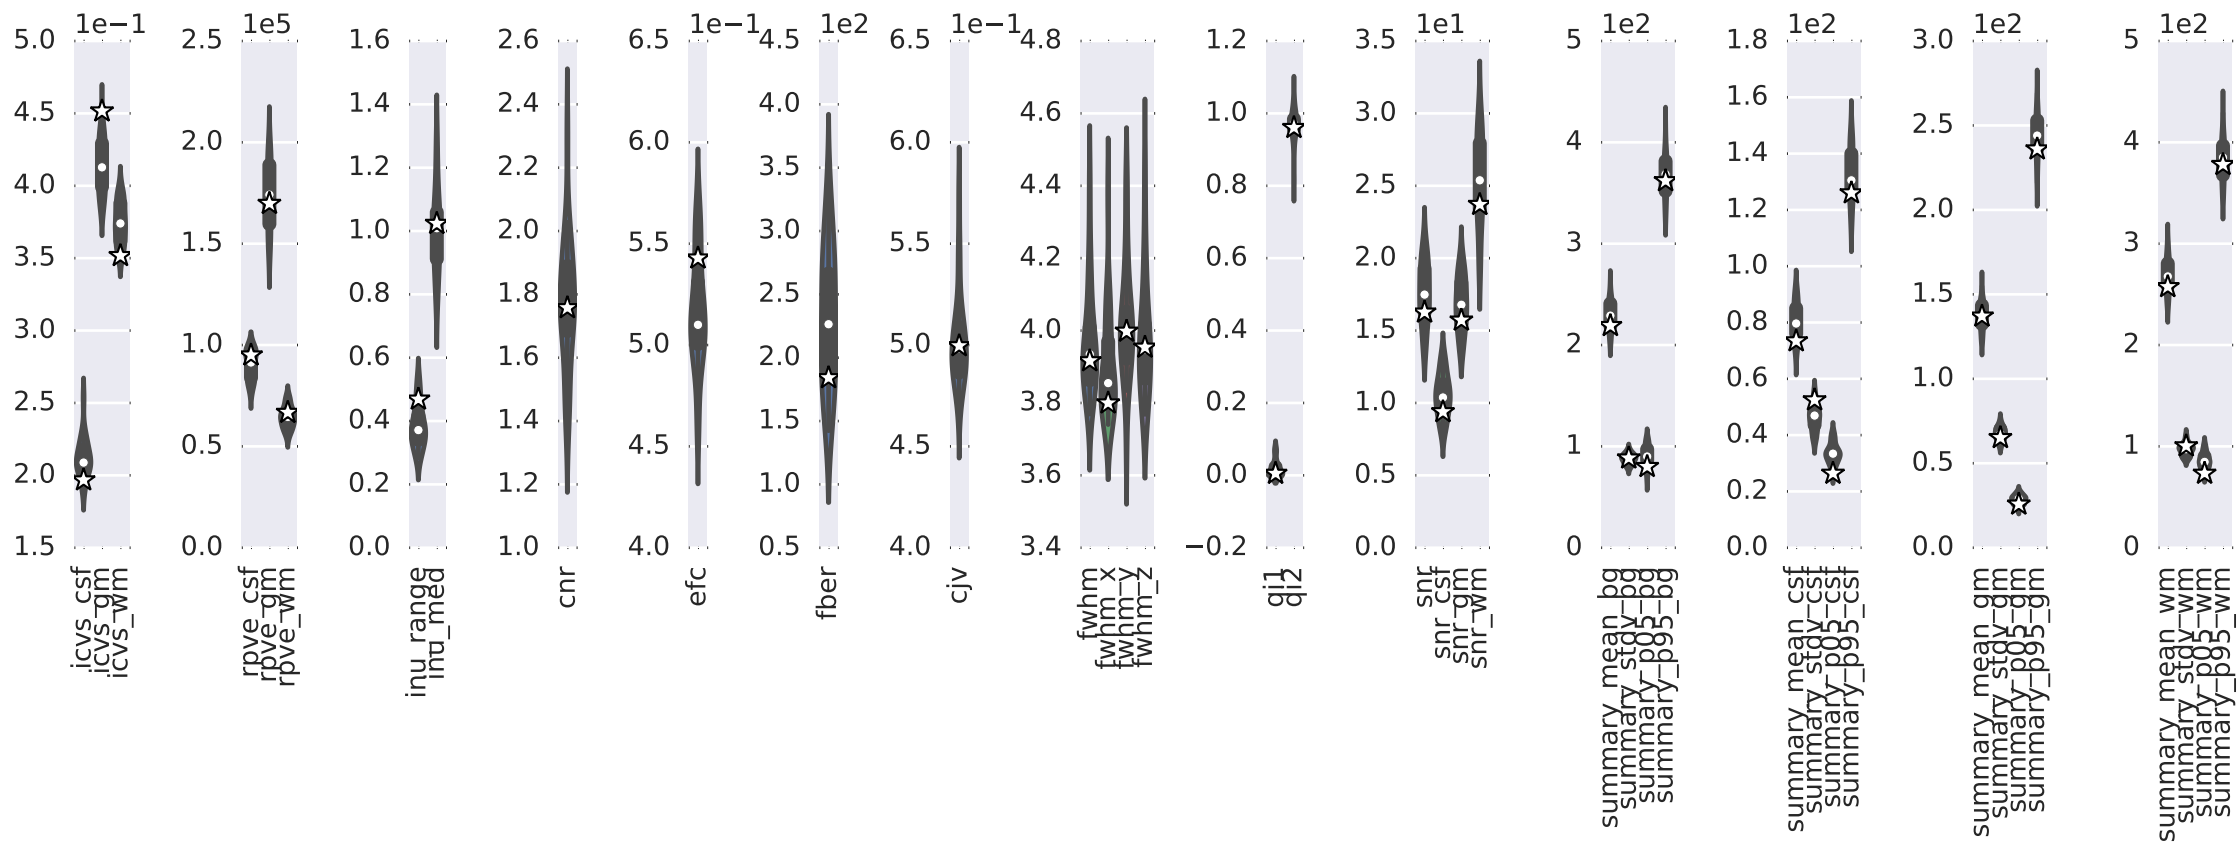 1e−1
5.0
4.5
4.0
3.5
3.0
2.5
2.0
1.5
icvs_csf
icvs_gm
icvs_wm
1e5
2.5
2.0
1.5
1.0
0.5
0.0
rpve_csf
rpve_gm
rpve_wm
1.6
1.4
1.2
1.0
0.8
0.6
0.4
0.2
0.0
inu_range
inu_med
2.6
2.4
2.2
2.0
1.8
1.6
1.4
1.2
1.0
cnr
1e−1
6.5
6.0
5.5
5.0
4.5
4.0
efc
1e2
4.5
4.0
3.5
3.0
2.5
2.0
1.5
1.0
0.5
fber
1e−1
6.5
6.0
5.5
5.0
4.5
4.0
cjv
4.8
4.6
4.4
4.2
4.0
3.8
3.6
3.4
fwhm
fwhm_x
fwhm_y
fwhm_z
1.2
1.0
0.8
0.6
0.4
0.2
0.0
−0.2
qi1
qi2
1e1
3.5
3.0
2.5
2.0
1.5
1.0
0.5
0.0
snr
snr_csf
snr_gm
snr_wm
1e2
5
4
3
2
1
0
summary_mean_bg
summary_stdv_bg
summary_p05_bg
summary_p95_bg
1e2
1.8
1.6
1.4
1.2
1.0
0.8
0.6
0.4
0.2
0.0
summary_mean_csf
summary_stdv_csf
summary_p05_csf
summary_p95_csf
1e2
3.0
2.5
2.0
1.5
1.0
0.5
0.0
summary_mean_gm
summary_stdv_gm
summary_p05_gm
summary_p95_gm
1e2
5
4
3
2
1
0
summary_mean_wm
summary_stdv_wm
summary_p05_wm
summary_p95_wm